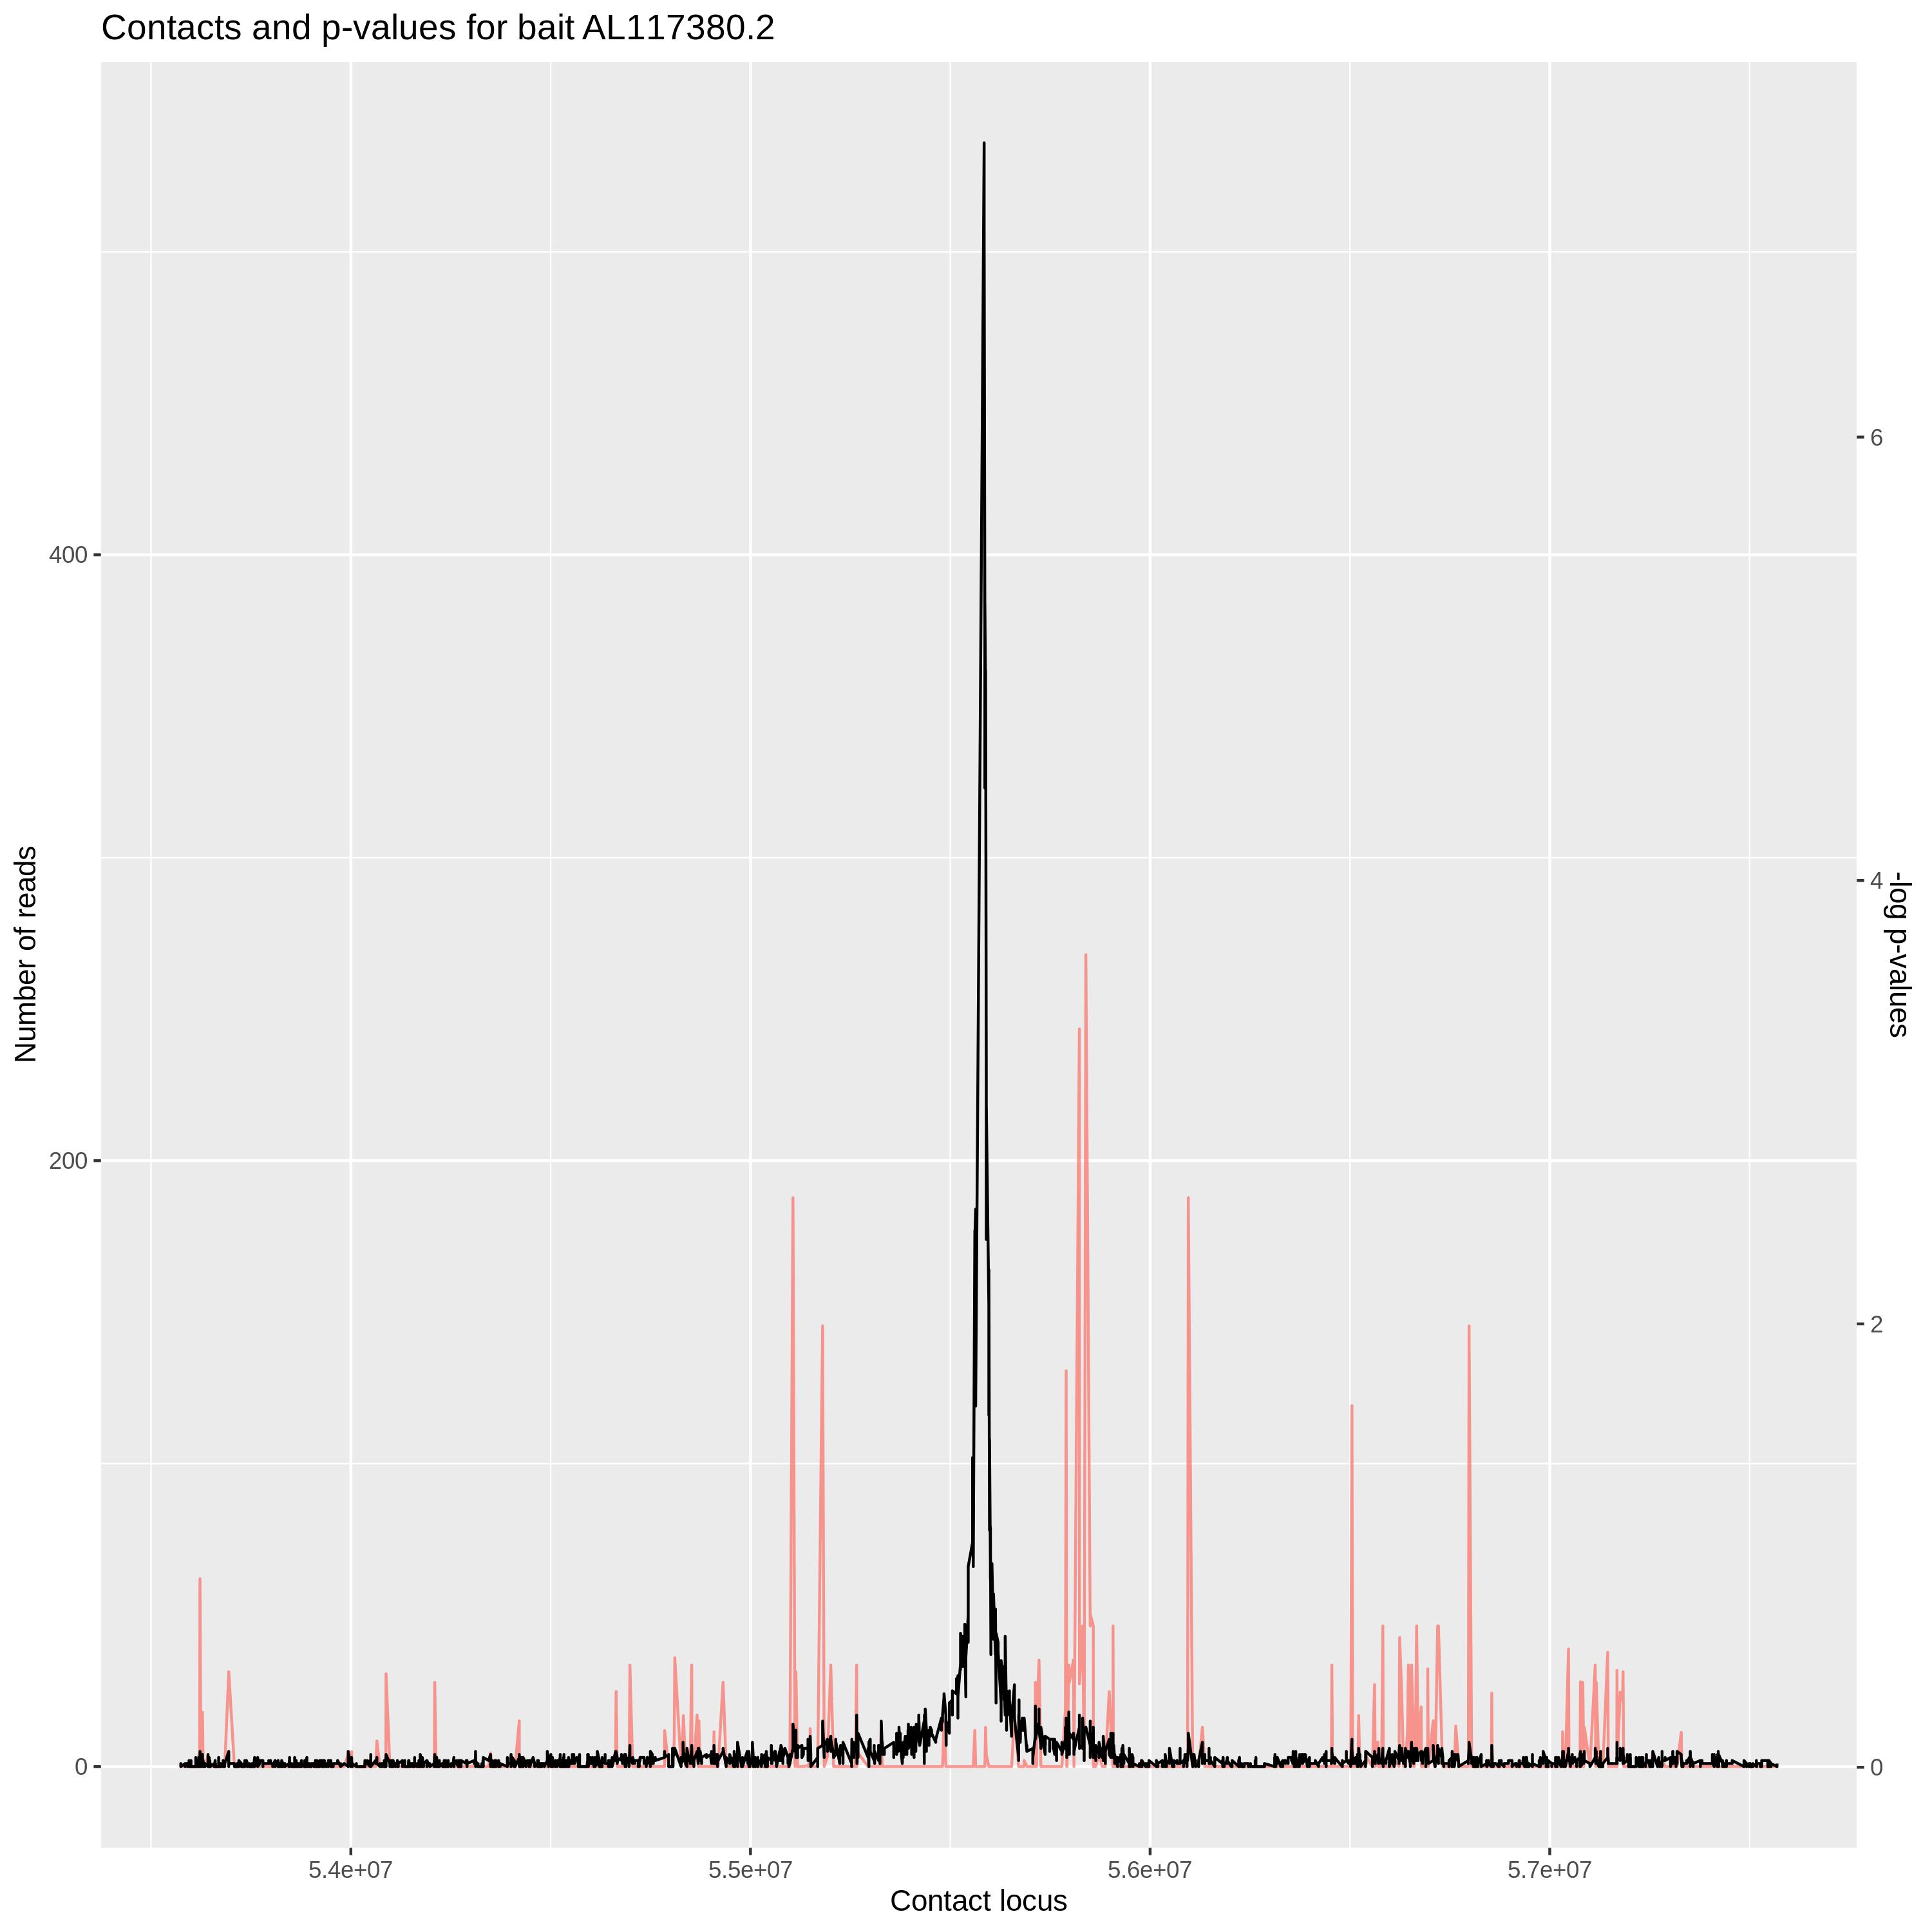 Contacts and p-values for bait AL117380.2
Number of reads
400
200
0
6
4
2
0
-log p-values
5.4e+07
5.5e+07
5.6e+07
5.7e+07
Contact locus